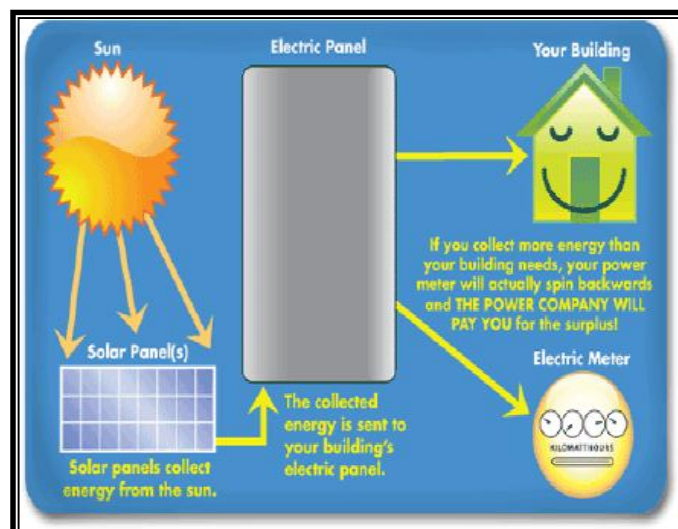 Sun
Electric Panel
Your Building
If you collect more energy than
your building needs, your power
meter will actually spin backwards
and THE POWER COMPANY WILL
PAY YOU for the surplus!
Solar Panel(s)
Electric Meter
The collected
energy is sent to
your building's
electric panel.
KILOWATTHOURS
Solar panels collect
energy from the sun.